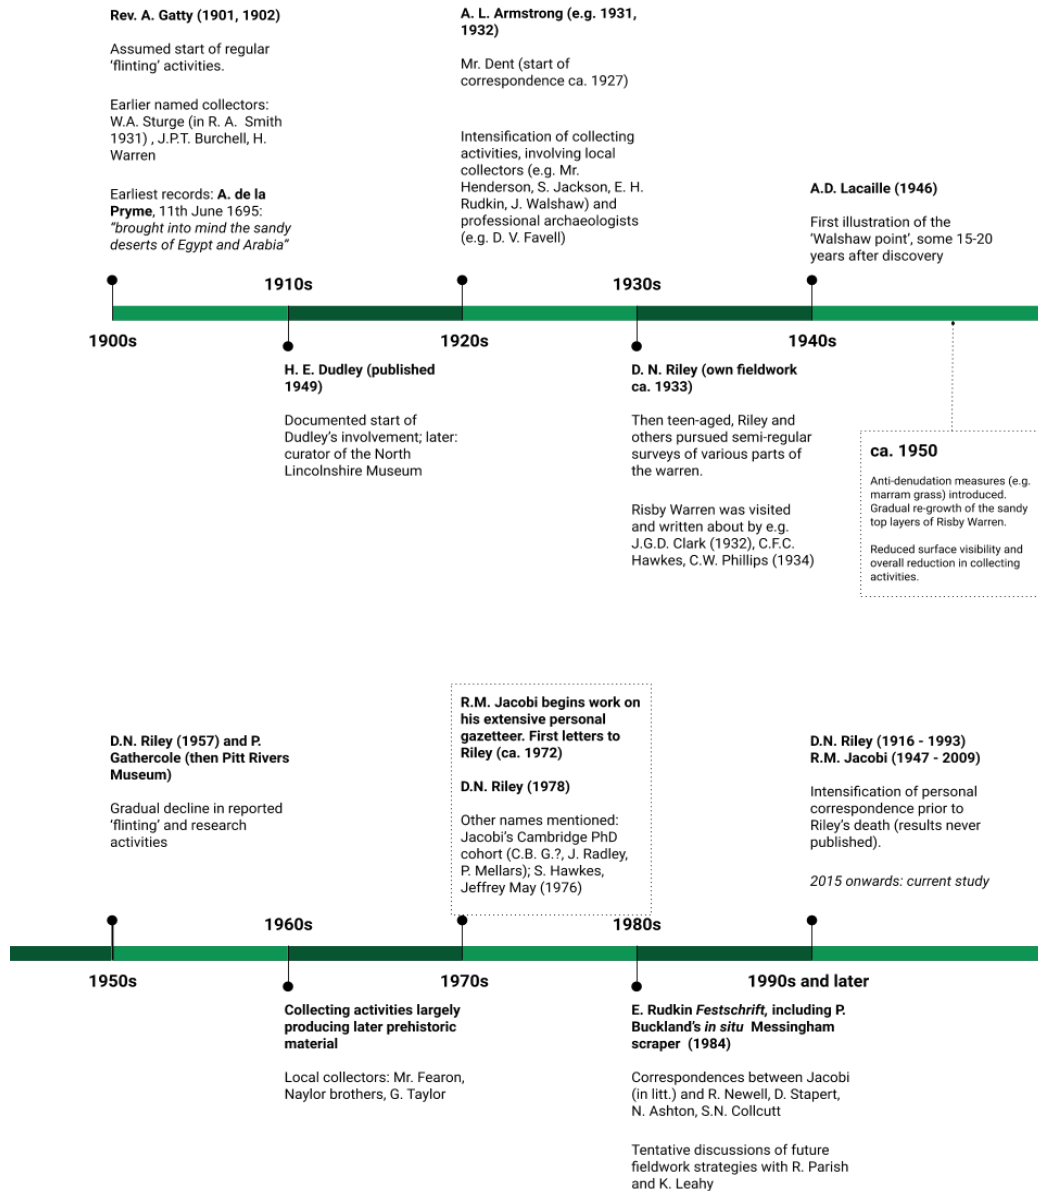 Rev. A. Gatty (1901, 1902)
Assumed start of regular
‘flinting’ activities.
Earlier named collectors:
W.A. Sturge (in R. A.  Smith
1931) , J.P.T. Burchell, H.
Warren
Earliest records: A. de la
Pryme, 11th June 1695:
“brought into mind the sandy
deserts of Egypt and Arabia”
A. L. Armstrong (e.g. 1931,
1932)
Mr. Dent (start of
correspondence ca. 1927)
Intensification of collecting
activities, involving local
collectors (e.g. Mr.
Henderson, S. Jackson, E. H.
Rudkin, J. Walshaw) and
professional archaeologists
(e.g. D. V. Favell)
A.D. Lacaille (1946)
First illustration of the
‘Walshaw point’, some 15-20
years after discovery
1910s
1930s
1900s
1920s
1940s
H. E. Dudley (published
1949)
Documented start of
Dudley’s involvement; later:
curator of the North
Lincolnshire Museum
D. N. Riley (own fieldwork
ca. 1933)
Then teen-aged, Riley and
others pursued semi-regular
surveys of various parts of
the warren.
Risby Warren was visited
and written about by e.g.
J.G.D. Clark (1932), C.F.C.
Hawkes, C.W. Phillips (1934)
ca. 1950
Anti-denudation measures (e.g.
marram grass) introduced.
Gradual re-growth of the sandy
top layers of Risby Warren.
Reduced surface visibility and
overall reduction in collecting
activities.
D.N. Riley (1957) and P.
Gathercole (then Pitt Rivers
Museum)
Gradual decline in reported
‘flinting’ and research
activities
R.M. Jacobi begins work on
his extensive personal
gazetteer. First letters to
Riley (ca. 1972)
D.N. Riley (1978)
Other names mentioned:
Jacobi’s Cambridge PhD
cohort (C.B. G.?, J. Radley,
P. Mellars); S. Hawkes,
Jeffrey May (1976)
D.N. Riley (1916 - 1993)
R.M. Jacobi (1947 - 2009)
Intensification of personal
correspondence prior to
Riley’s death (results never
published).
2015 onwards: current study
1960s
1980s
1950s
1970s
1990s and later
Collecting activities largely
producing later prehistoric
material
Local collectors: Mr. Fearon,
Naylor brothers, G. Taylor
E. Rudkin Festschrift, including P.
Buckland’s in situ  Messingham
scraper  (1984)
Correspondences between Jacobi
(in litt.) and R. Newell, D. Stapert,
N. Ashton, S.N. Collcutt
Tentative discussions of future
fieldwork strategies with R. Parish
and K. Leahy